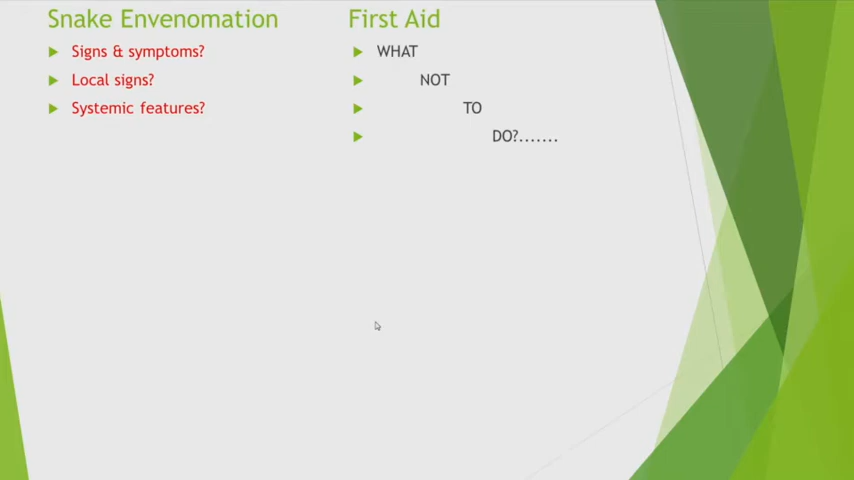 Snake Envenomation
Signs & symptoms?
Local signs?
Systemic features?
First Aid
WHAT
NOT
TO
DO?.......